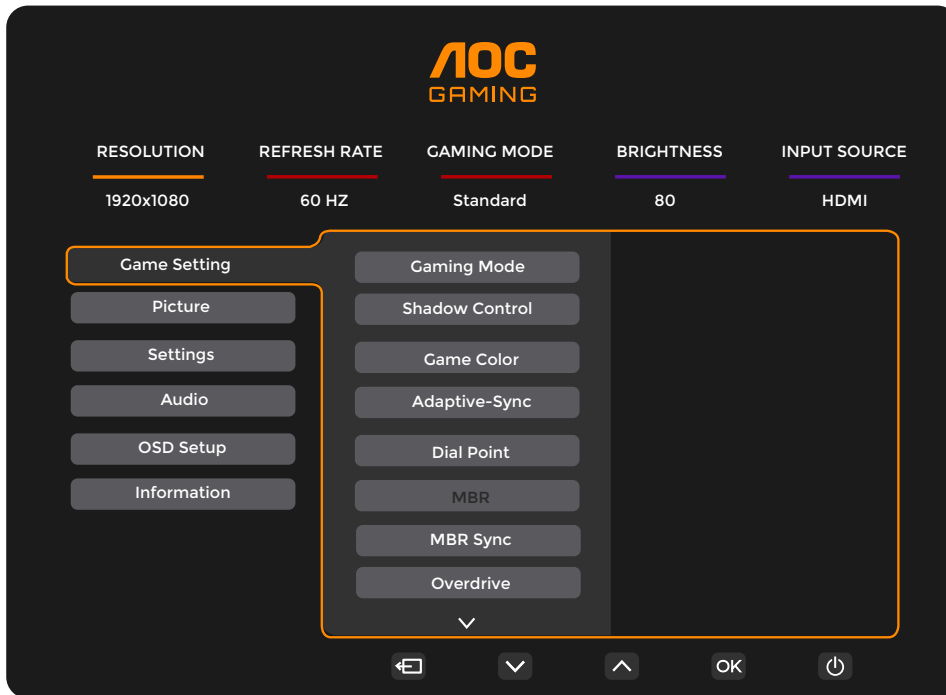 AOC
GAMING
RESOLUTION REFRESH RATE GAMING MODE BRIGHTNESS INPUT SOURCE
1920x1080 60 HZ Standard 80 HDMI
Game Setting
Picture
Settings
Audio
OSD Setup
Information
Gaming Mode
Shadow Control
Game Color
Adaptive-Sync
Dial Point
MBR
MBR Sync
Overdrive
OK